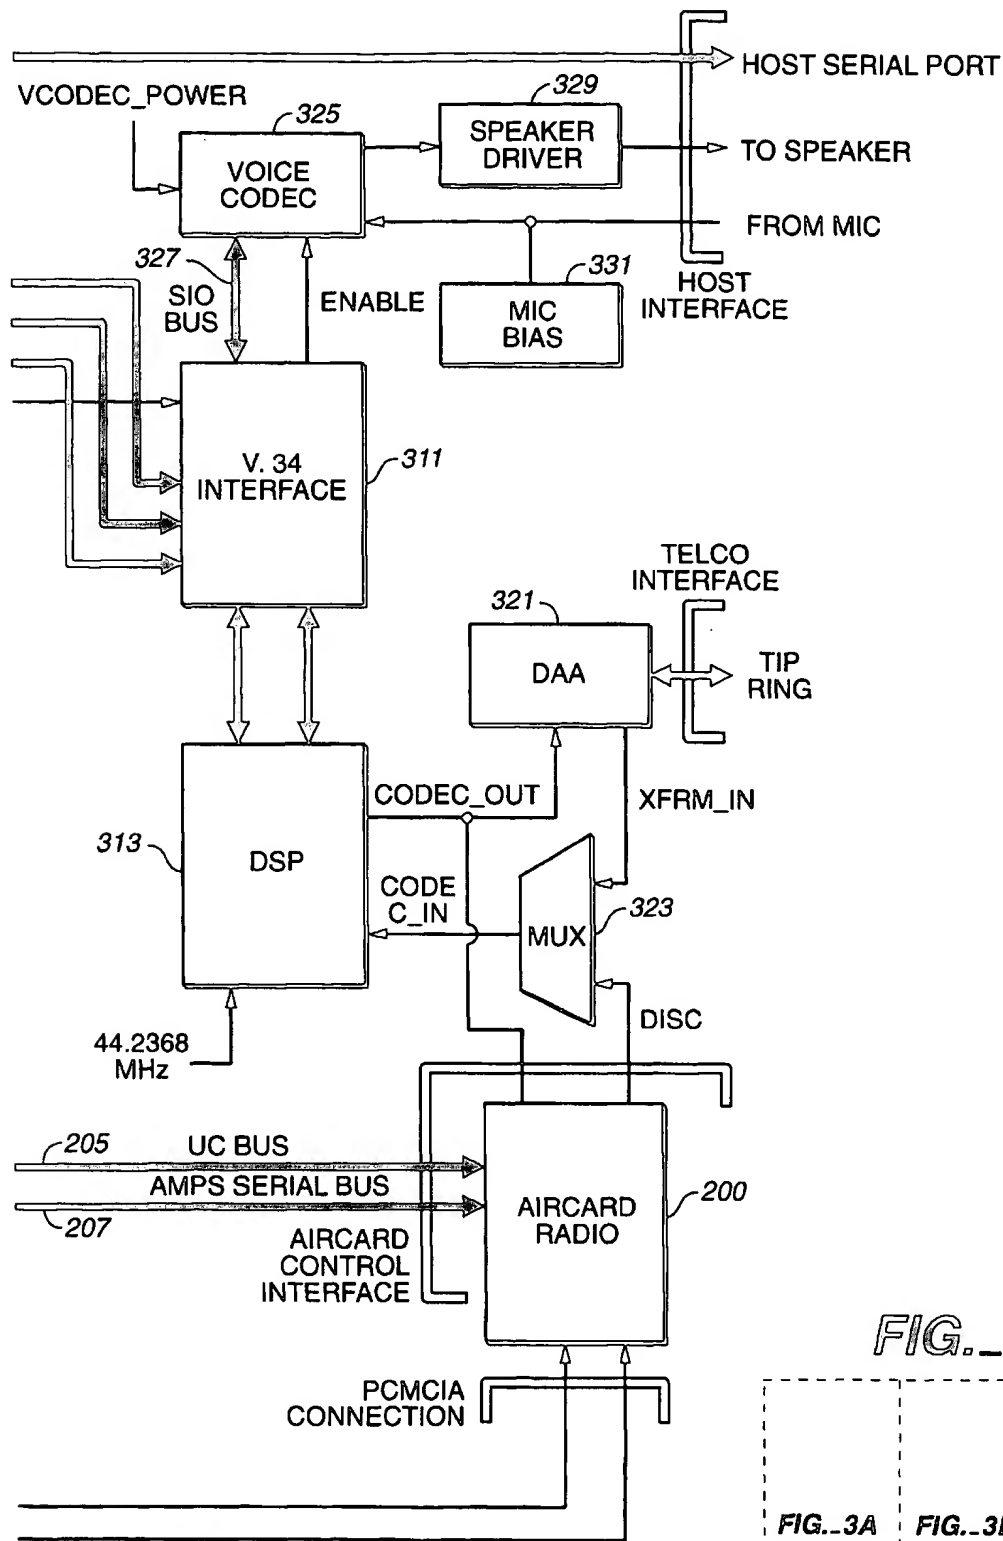 HOST SERIAL PORT
VCODEC_POWER
325
329
VOICE
CODEC
SPEAKER
DRIVER
TO SPEAKER
FROM MIC
327
SIO
BUS
ENABLE
331
MIC
BIAS
HOST
INTERFACE
V. 34
INTERFACE
311
TELCO
INTERFACE
321
DAA
TIP
RING
CODEC_OUT
XFRM_IN
313
DSP
CODE
C_IN
MUX
323
DISC
44.2368
MHz
205
UC BUS
AMPS SERIAL BUS
207
AIRCARD
RADIO
200
AIRCARD
CONTROL
INTERFACE
PCMCIA
CONNECTION
FIG._
FIG._3A
FIG._3